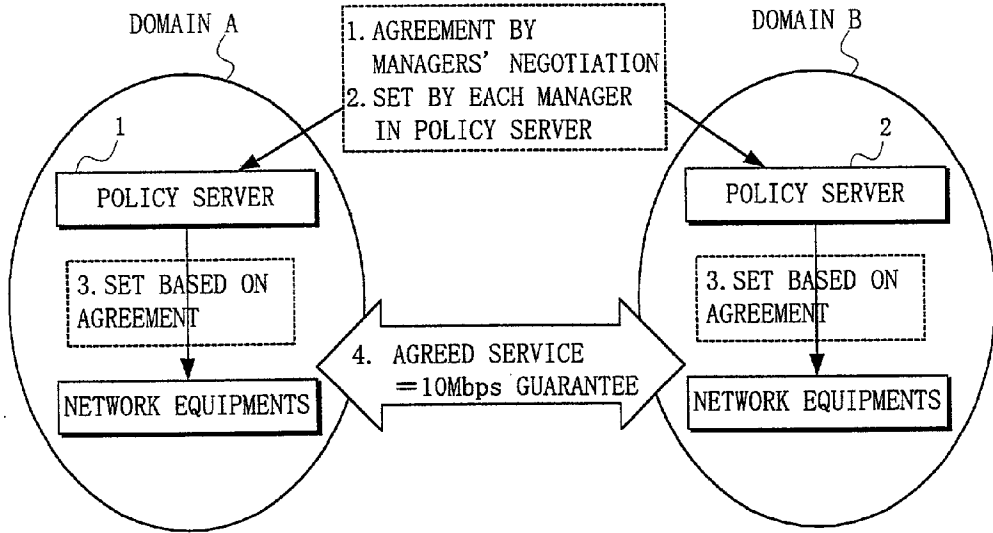 DOMAIN A
DOMAIN B
1. AGREEMENT BY
MANAGERS' NEGOTIATION
2. SET BY EACH MANAGER
IN POLICY SERVER
1
POLICY SERVER
2
POLICY SERVER
3. SET BASED ON
AGREEMENT
3. SET BASED ON
AGREEMENT
4. AGREED SERVICE
=10Mbps GUARANTEE
NETWORK EQUIPMENTS
NETWORK EQUIPMENTS